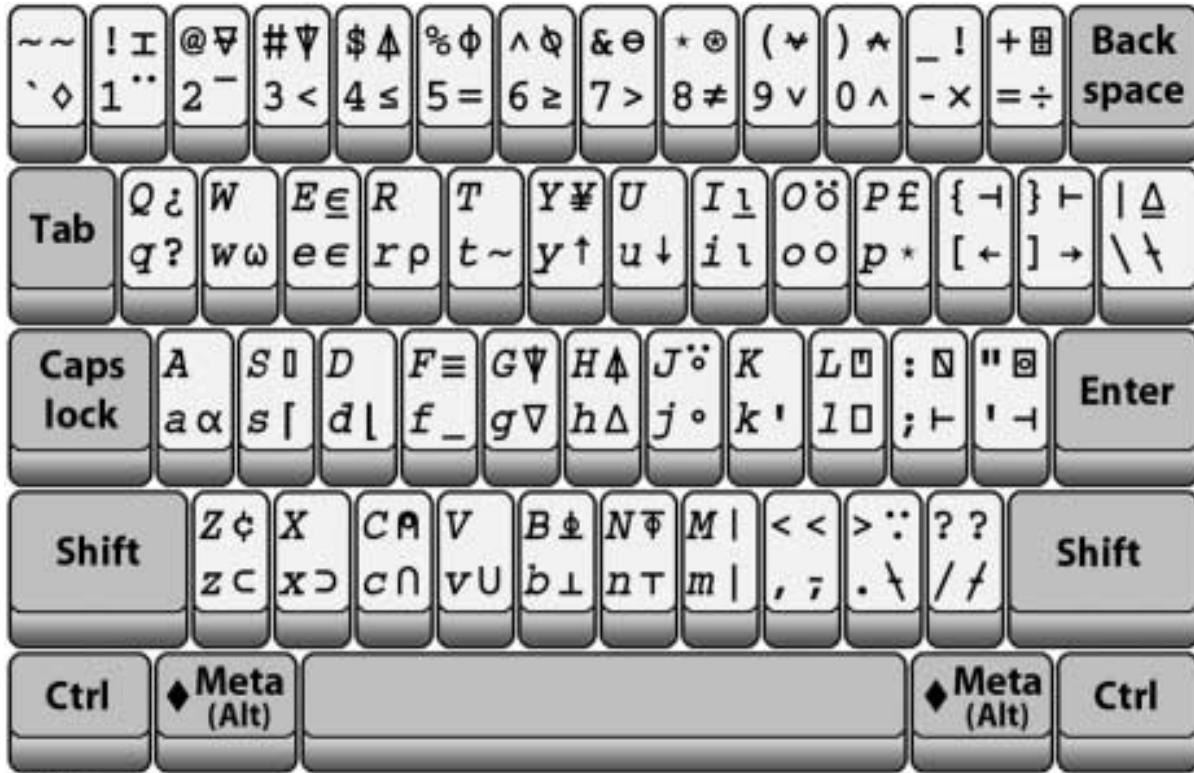 ~ ~ ! ⌶ @ ⍫ # ⍒ $ ⍋ % ⌽ ^ ⍉ & ⊖ * ⍟ ( ⍱ ) ⍲ _ ! + ⌹ Back
` ◊ 1 ¨ 2 ¯ 3 < 4 ≤ 5 = 6 ≥ 7 > 8 ≠ 9 ∨ 0 ∧ - × = ÷ space
Q ¿ W E ⍷ R T Y ¥ U I ⍸ O ⍥ P £ { ⊣ } ⊢ | ⍙
Tab
q ? w ω e ∊ r ρ t ~ y ↑ u ↓ i ⍳ o ○ p * [ ← ] → \ ⍀
Caps A S ⌷ D F ≡ G ⍒ H ⍋ J ⍤ K L ⍞ : ⍂ " ⌻ Enter
lock a α s ⌈ d ⌊ f _ g ∇ h ∆ j ∘ k ' l ⎕ ; ⊢ ' ⊣
Z ¢ X C ⍝ V B ⍎ N ⍕ M | < < > ⍡ ? ?
Shift Shift
z ⊂ x ⊃ c ∩ v ∪ b ⊥ n ⊤ m | , ⍪ . ⍀ / ⌿
Ctrl ♦ Meta ♦ Meta Ctrl
(Alt) (Alt)